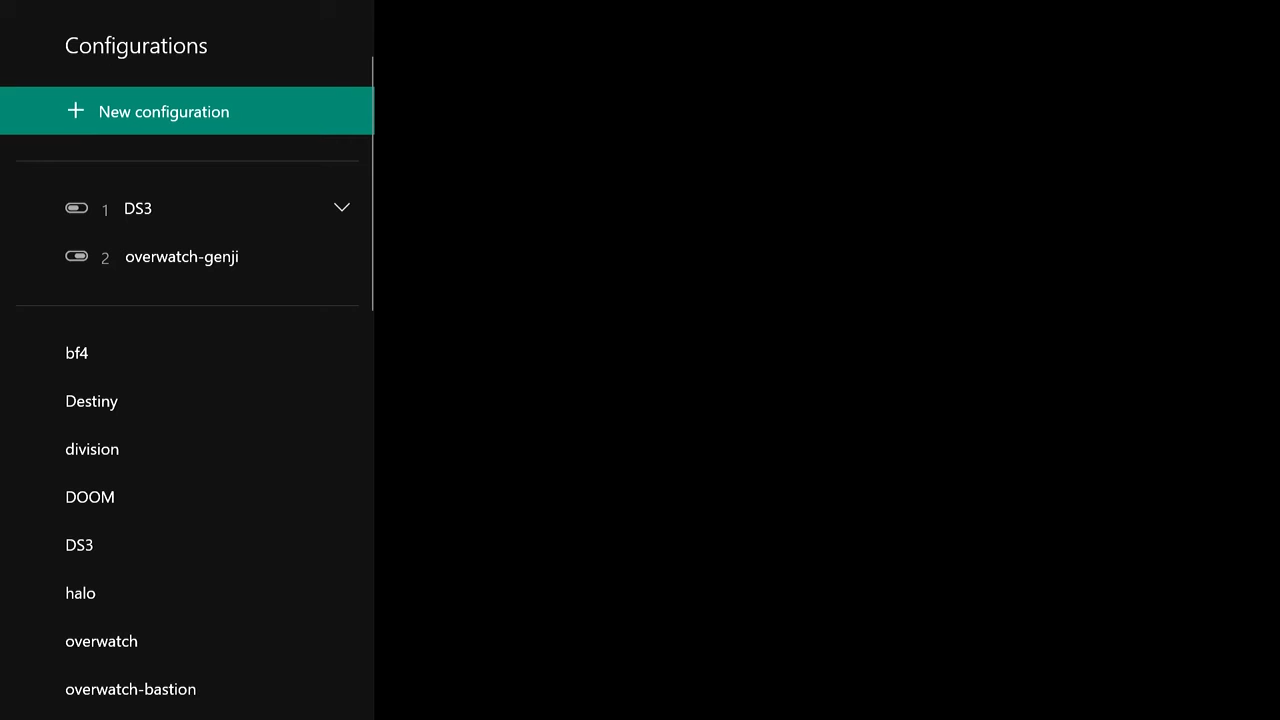 Configurations
New configuration
1 DS3
2 overwatch-genji
bf4
Destiny
division
DOOM
DS3
halo
overwatch
overwatch-bastion